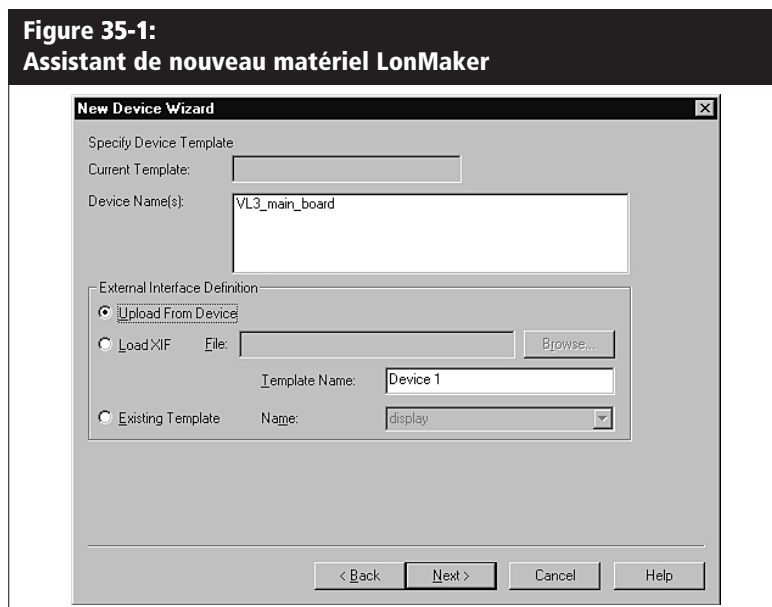 Figure 35-1:
Assistant de nouveau matériel LonMaker
New Device Wizard
Specify Device Template
Current Template:
Device Name(s): VL3_main_board
External Interface Definition
Upload From Device
Load XIF File: Browse...
Template Name: Device 1
Existing Template Name: display
< Back Next > Cancel Help